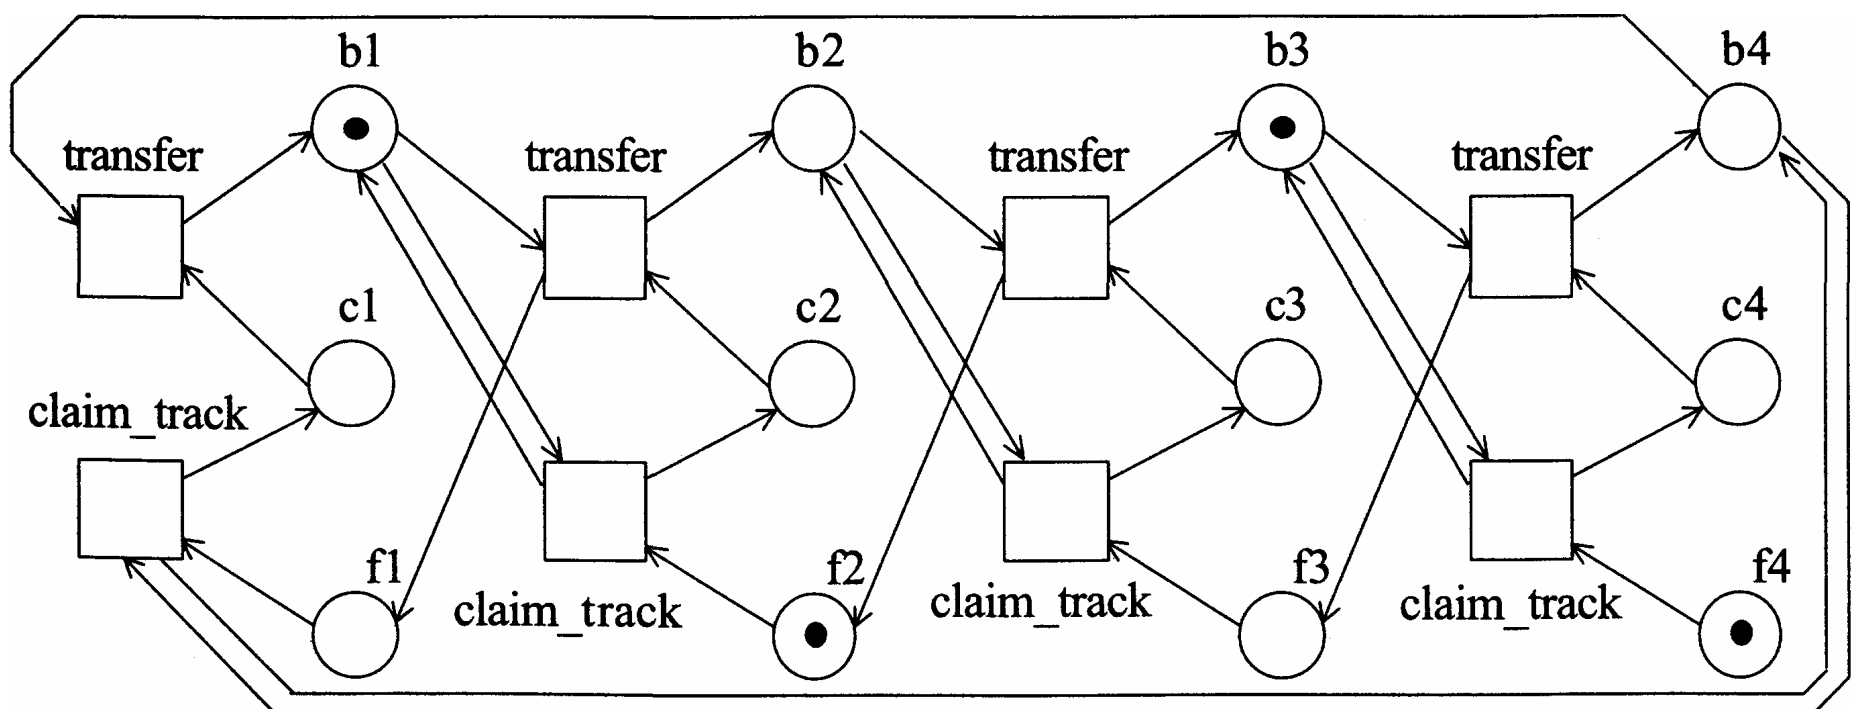 b1 b2 b3 b4
transfer transfer transfer transfer
c1 c2 c3 c4
claim_track
f1 f2 f3 f4
claim_track claim_track claim_track